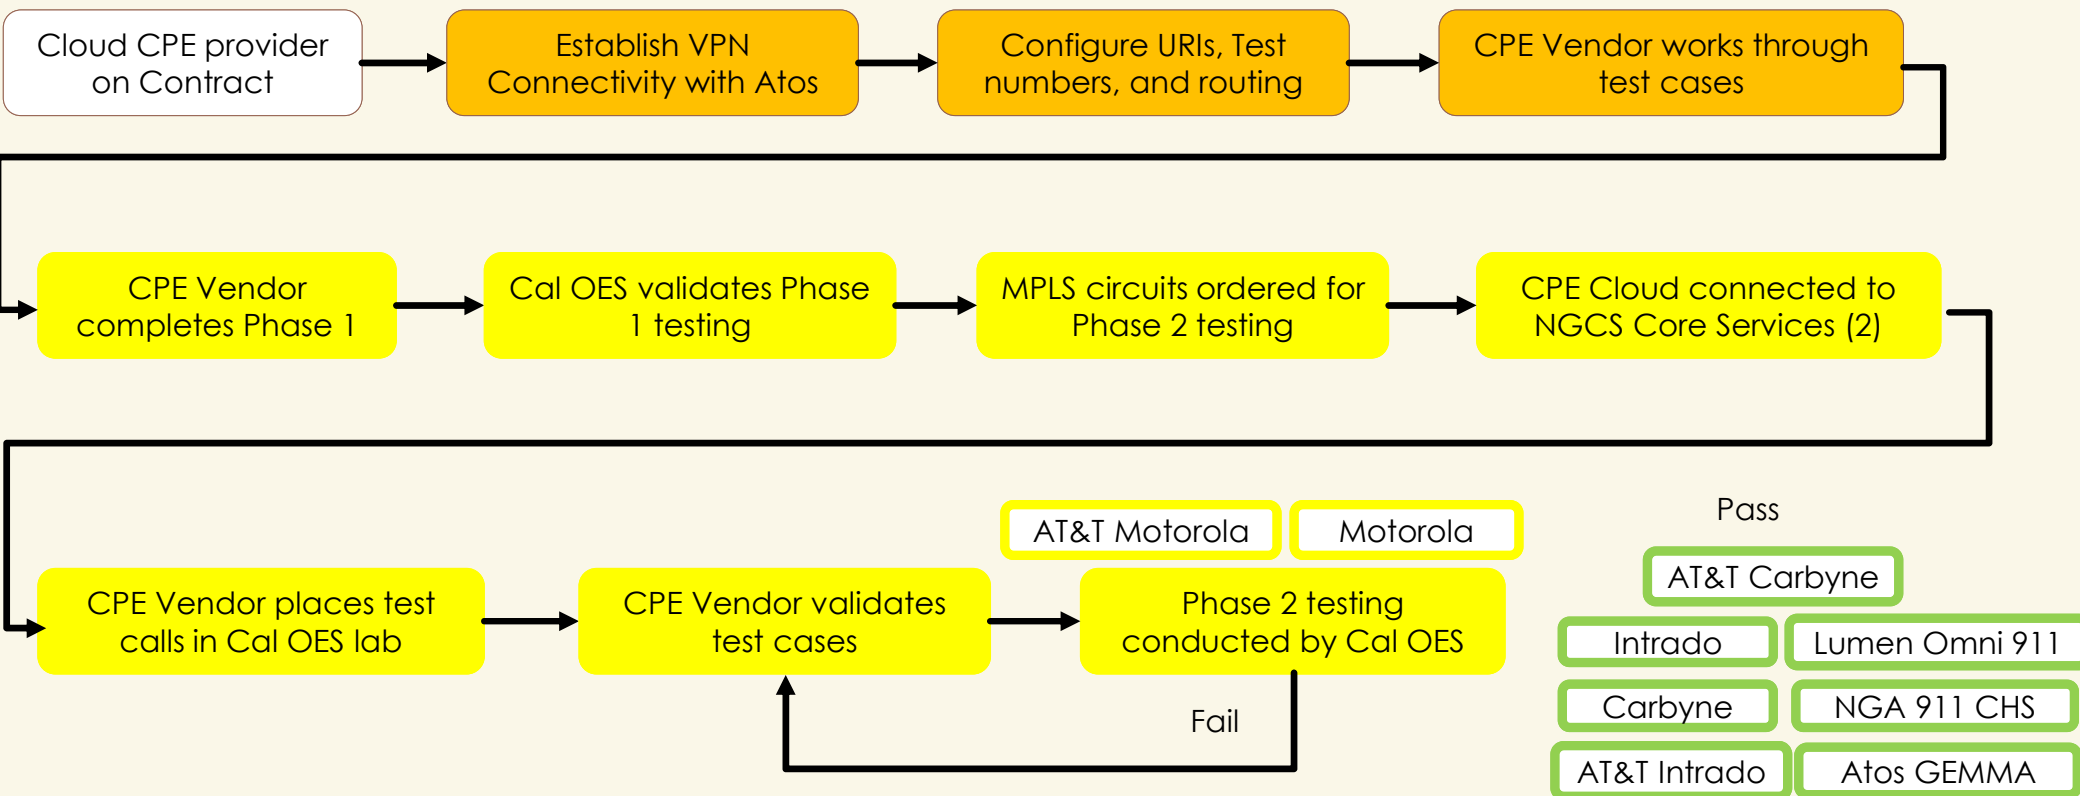 Cloud CPE provider
on Contract
Establish VPN
Connectivity with Atos
Configure URIs, Test
numbers, and routing
CPE Vendor works through
test cases
CPE Vendor
completes Phase 1
Cal OES validates Phase
1 testing
MPLS circuits ordered for
Phase 2 testing
CPE Cloud connected to
NGCS Core Services (2)
CPE Vendor places test
calls in Cal OES lab
CPE Vendor validates
test cases
AT&T Motorola
Motorola
Phase 2 testing
conducted by Cal OES
Fail
Pass
AT&T Carbyne
Intrado
Lumen Omni 911
Carbyne
NGA 911 CHS
AT&T Intrado
Atos GEMMA